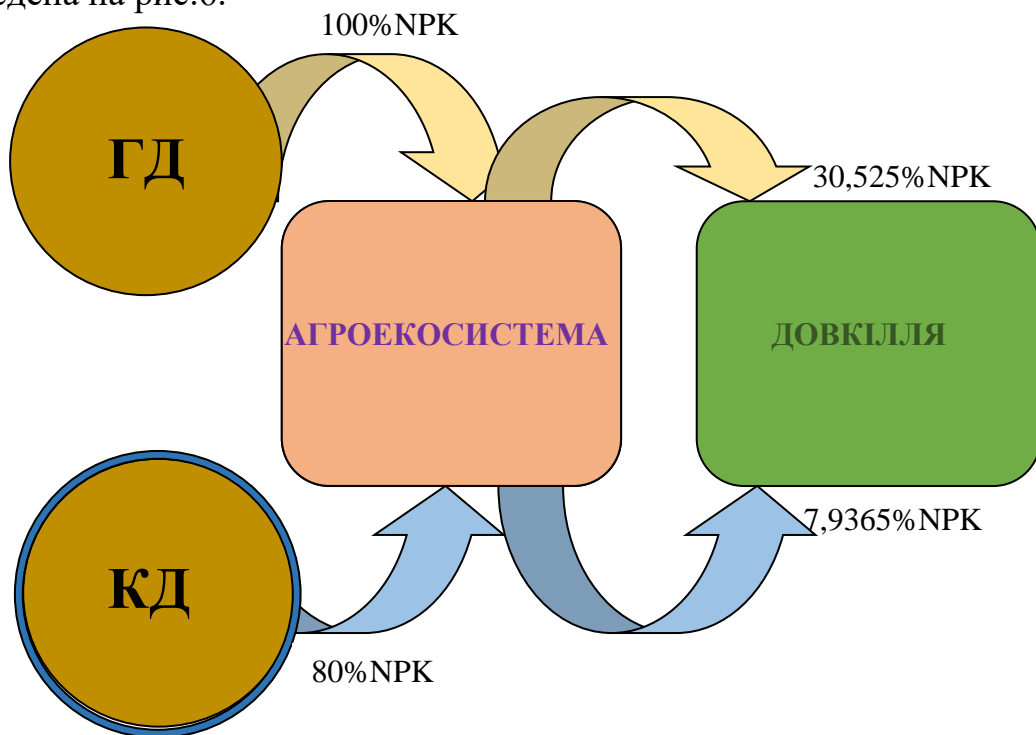 100%NPK
ГД
30,525%NPK
АГРОЕКОСИСТЕМА
ДОВКІЛЛЯ
7,9365%NPK
КД
80%NPK